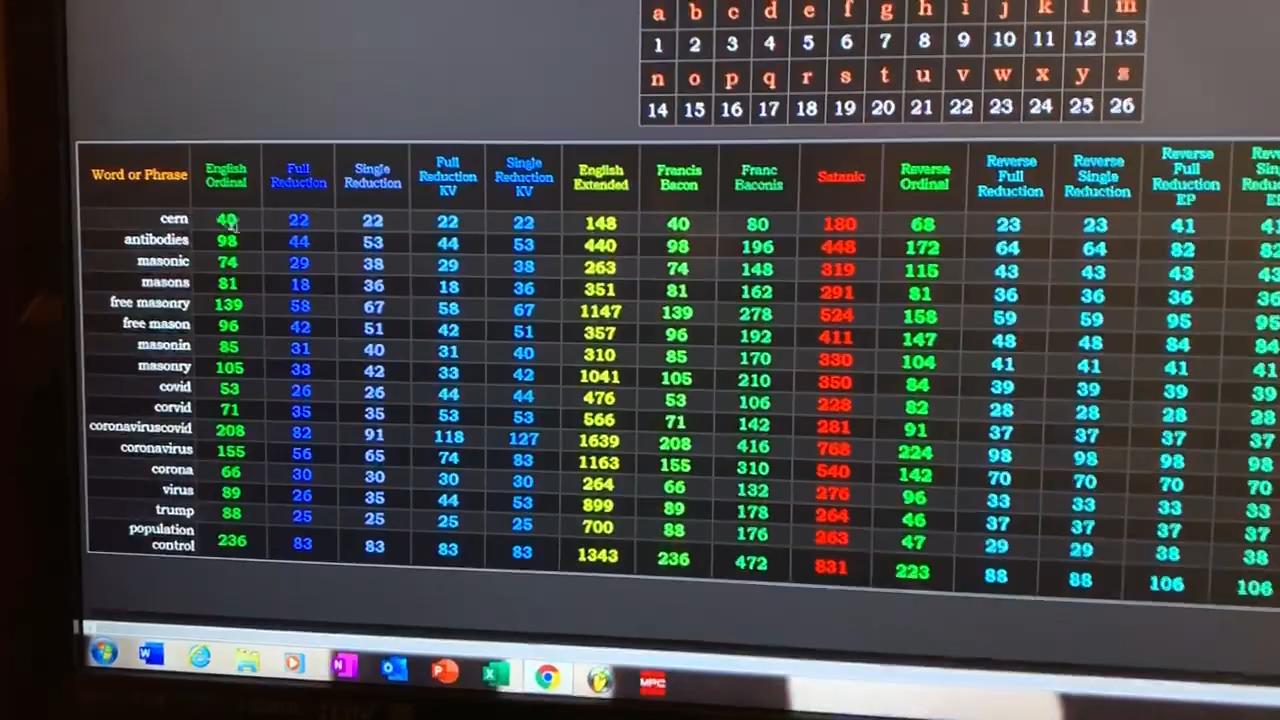 a b c d e f g h i j k l m
1 2 3 4 5 6 7 8 9 10 11 12 13
n o p q r s t u v w x y z
14 15 16 17 18 19 20 21 22 23 24 25 26
Word or Phrase English Ordinal Full Reduction Single Reduction Full Reduction KV Single Reduction KV English Extended Francis Bacon Franc Baconis Satanic Reverse Ordinal Reverse Full Reduction Reverse Single Reduction Reverse Full Reduction EP
cern 40 22 22 22 22 148 40 80 180 68 23 23 41
antibodies 98 44 53 44 53 440 98 196 448 172 64 64 82
masonic 74 29 38 29 38 263 74 148 319 115 43 43 43
masons 81 18 36 18 36 351 81 162 291 81 36 36 36 36
free masonry 139 58 67 58 67 1147 139 278 524 158 59 59 95 95
free mason 96 42 51 42 51 357 96 192 411 147 48 48 84 84
masonin 85 31 40 31 40 310 85 170 330 104 41 41 41 41
masonry 105 33 42 33 42 1041 105 210 350 84 39 39 39 39
covid 53 26 26 44 44 476 53 106 228 82 28 28 28 28
corvid 71 35 35 53 53 566 71 142 281 91 37 37 37 37
coronaviruscovid 208 82 91 118 127 1639 208 416 768 224 98 98 98 98
coronavirus 155 56 65 74 83 1163 155 310 540 142 70 70 70 70
corona 66 30 30 30 30 264 66 132 276 96 33 33 33 33
virus 89 26 35 44 53 899 89 178 264 46 37 37 37 37
trump 88 25 25 25 25 700 88 176 263 47 29 29 38 38
population control 236 83 83 83 83 1343 236 472 831 223 88 88 106 106
MPC